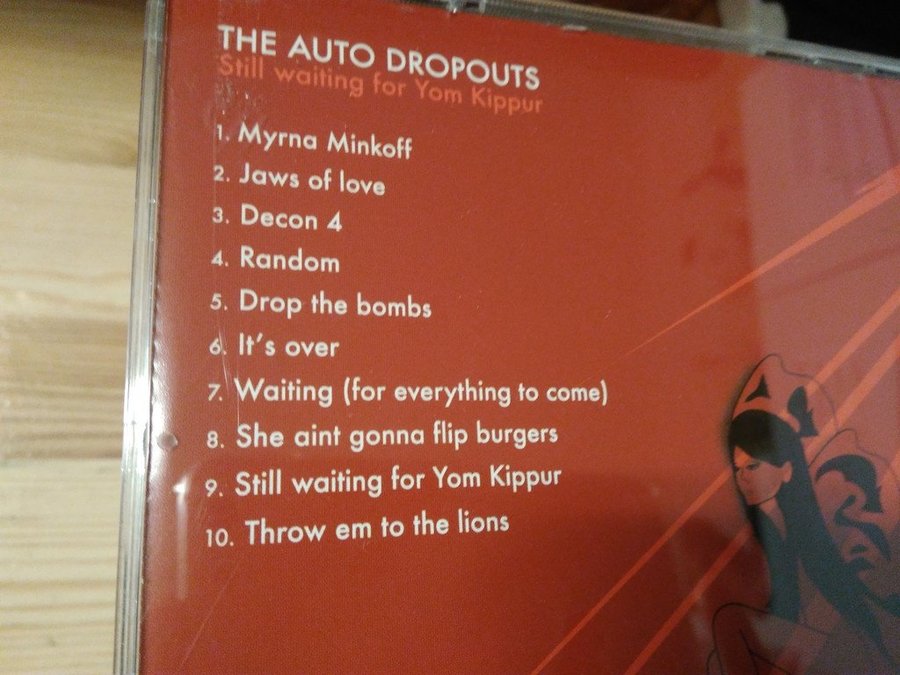 THE AUTO DROPOUTS
Still waiting for Yom Kippur
1. Myrna Minkoff
2. Jaws of love
3. Decon 4
4. Random
5. Drop the bombs
6. It's over
7. Waiting (for everything to come)
8. She aint gonna flip burgers
9. Still waiting for Yom Kippur
10. Throw em to the lions